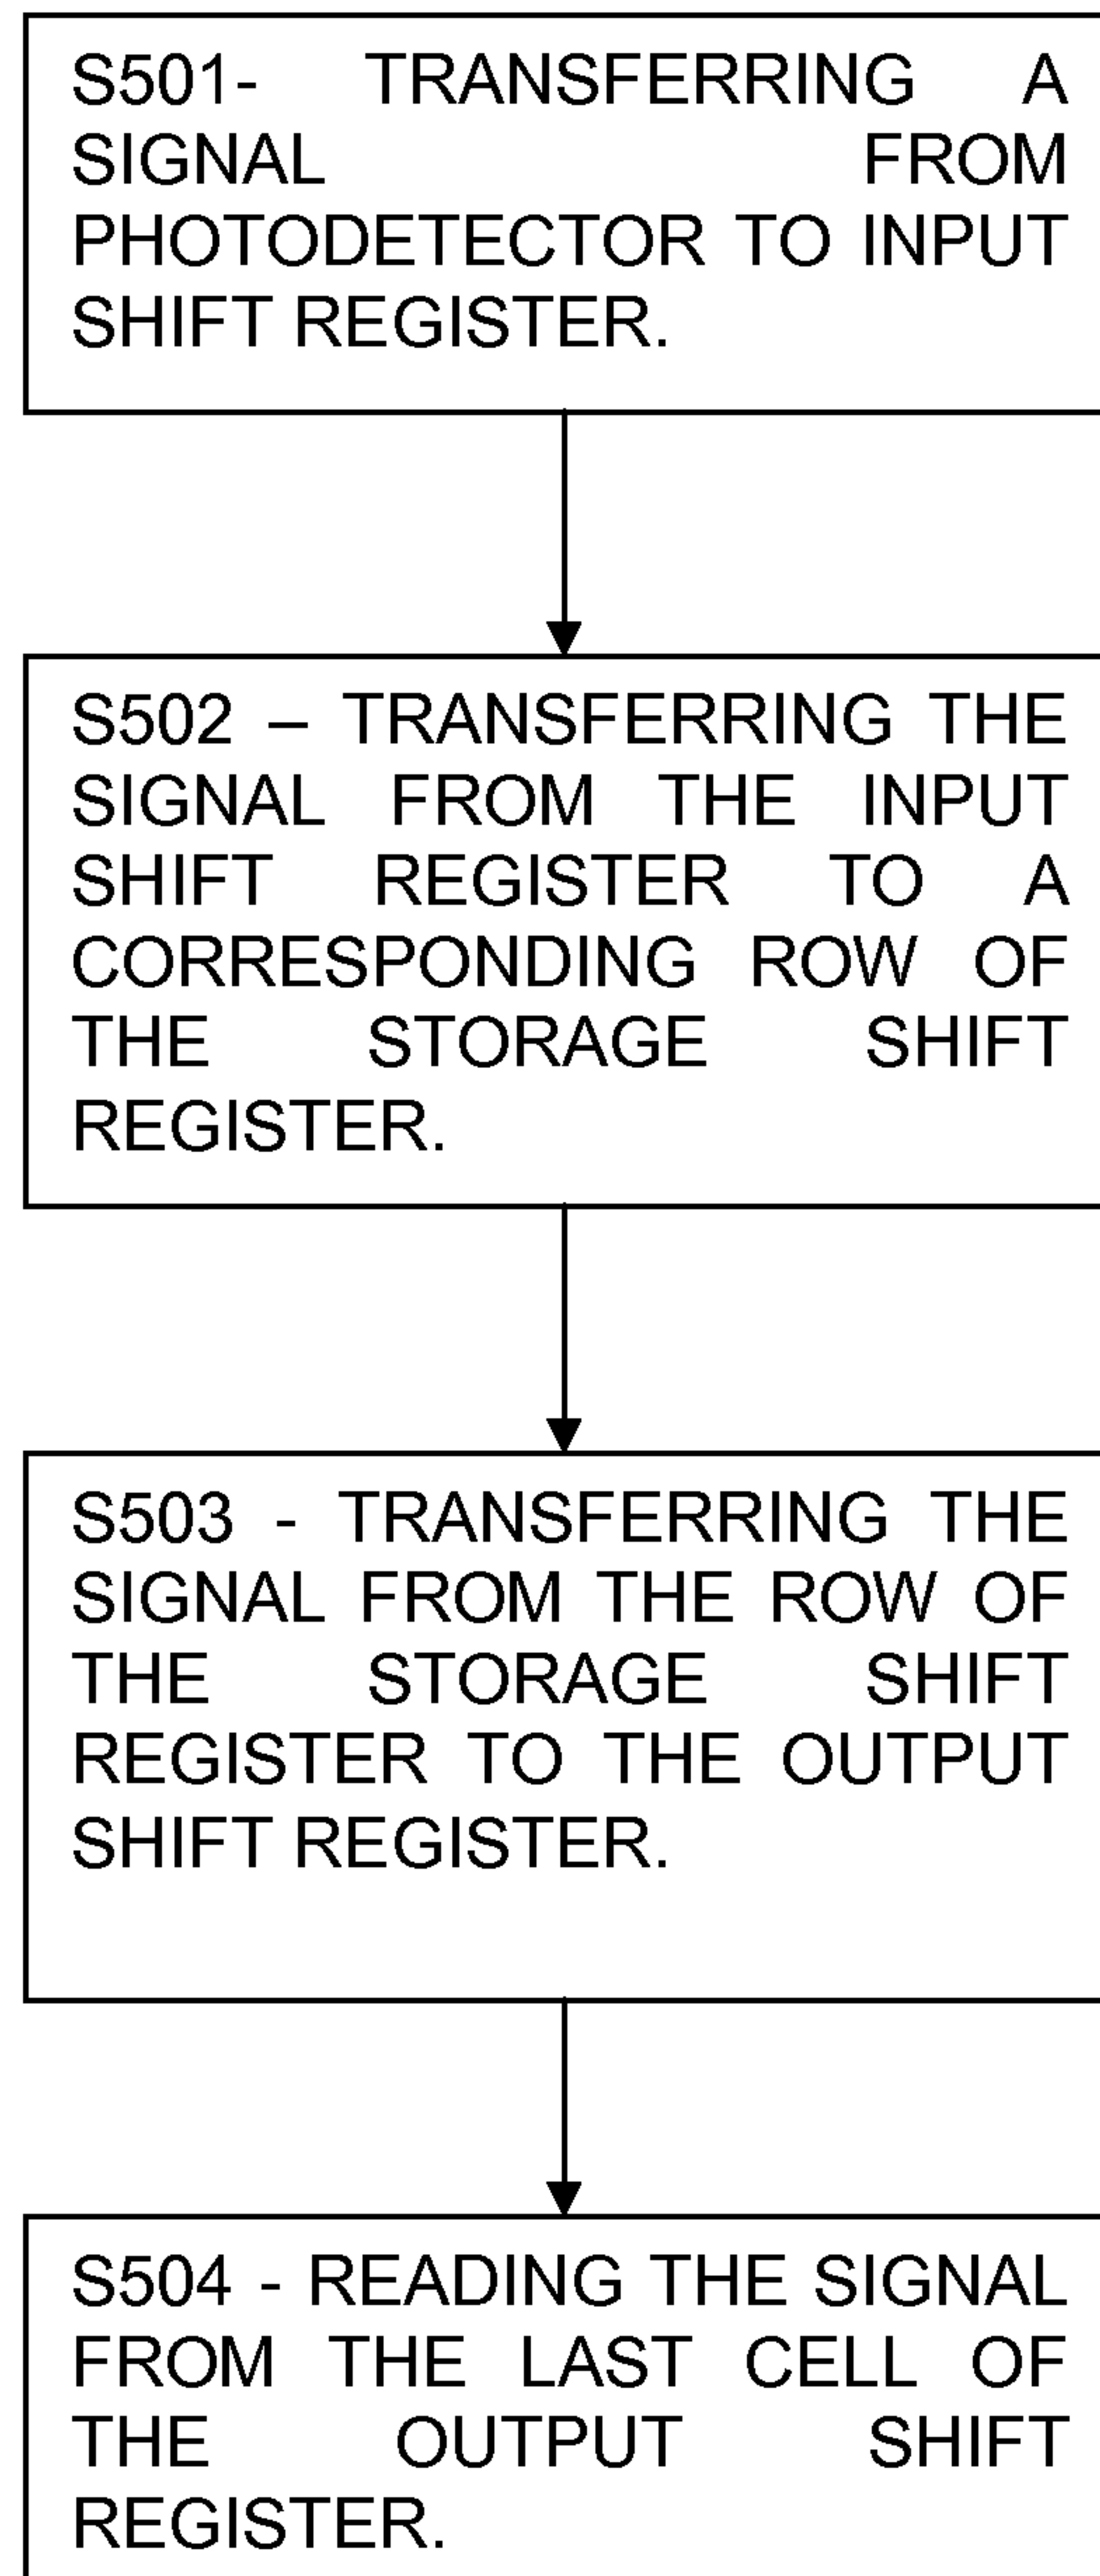 S501- TRANSFERRING A
SIGNAL FROM
PHOTODETECTOR TO INPUT
SHIFT REGISTER.
S502 – TRANSFERRING THE
SIGNAL FROM THE INPUT
SHIFT REGISTER TO A
CORRESPONDING ROW OF
THE STORAGE SHIFT
REGISTER.
S503 - TRANSFERRING THE
SIGNAL FROM THE ROW OF
THE STORAGE SHIFT
REGISTER TO THE OUTPUT
SHIFT REGISTER.
S504 - READING THE SIGNAL
FROM THE LAST CELL OF
THE OUTPUT SHIFT
REGISTER.